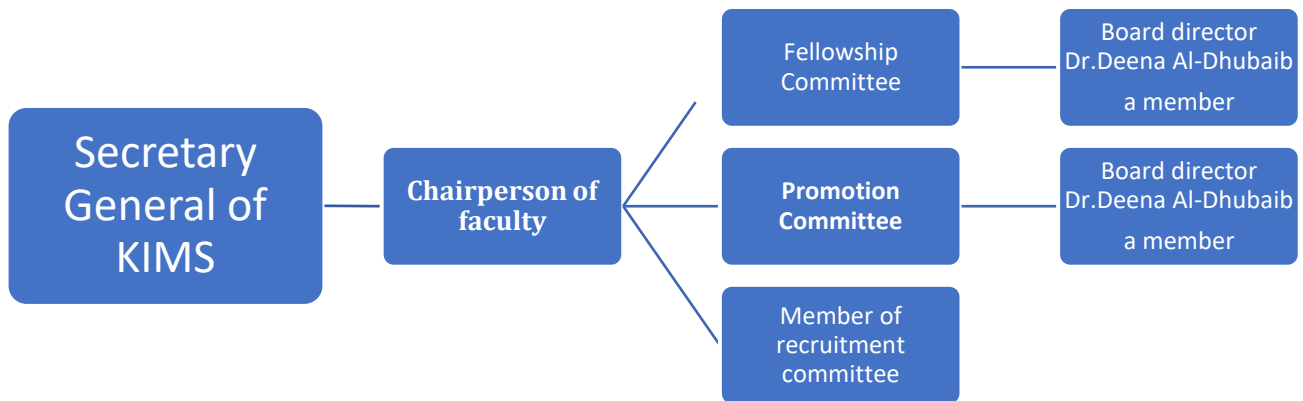 Secretary
General of
KIMS
Chairperson of
faculty
Fellowship
Committee
Board director
Dr.Deena Al-Dhubaib
a member
Promotion
Committee
Board director
Dr.Deena Al-Dhubaib
a member
Member of
recruitment
committee